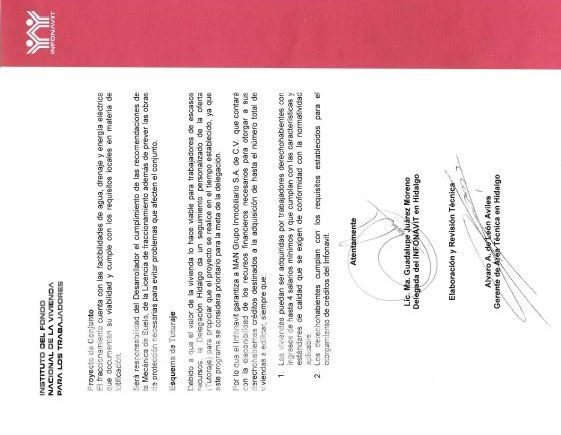 INFONAVIT
INSTITUTO DEL FONDO
NACIONAL DE LA VIVIENDA
PARA LOS TRABAJADORES
Proyecto de Conjunto
El fraccionamiento cuenta con las factibilidades de agua, drenaje y energía eléctrica
que documentan su viabilidad y cumple con los requisitos locales en materia de
lotificación.
Será responsabilidad del Desarrollador el cumplimiento de las recomendaciones de
la Mecánica de Suelo, de la Licencia de fraccionamiento además de prever las obras
de protección necesarias para evitar problemas que afecten el conjunto.
Esquema de Tutoraje
Debido a que el valor de la vivienda lo hace viable para trabajadores de escasos
recursos, la Delegación Hidalgo da un seguimiento personalizado de la oferta
(Tutoraje) para propiciar que el proyecto se realice en el tiempo establecido, ya que
este programa se considera prioritario para la meta de la delegación.
Por lo que el Infonavit garantiza a MAN Grupo Inmobiliario S.A. de C.V. que contará
con la disponibilidad de los recursos financieros necesarios para otorgar a sus
derechohabientes créditos destinados a la adquisición de hasta el número total de
viviendas a edificar, siempre que:
1. Las viviendas puedan ser adquiridas por trabajadores derechohabientes con
ingresos de hasta 4 salarios mínimos y que cumplan con las características y
estándares de calidad que se exigen de conformidad con la normatividad
aplicable.
2. Los derechohabientes cumplan con los requisitos establecidos para el
otorgamiento de créditos del Infonavit.
Atentamente
Lic. Ma. Guadalupe Juárez Moreno
Delegada del INFONAVIT en Hidalgo
Elaboración y Revisión Técnica
Alvaro A. de León Aviles
Gerente de Area Técnica en Hidalgo